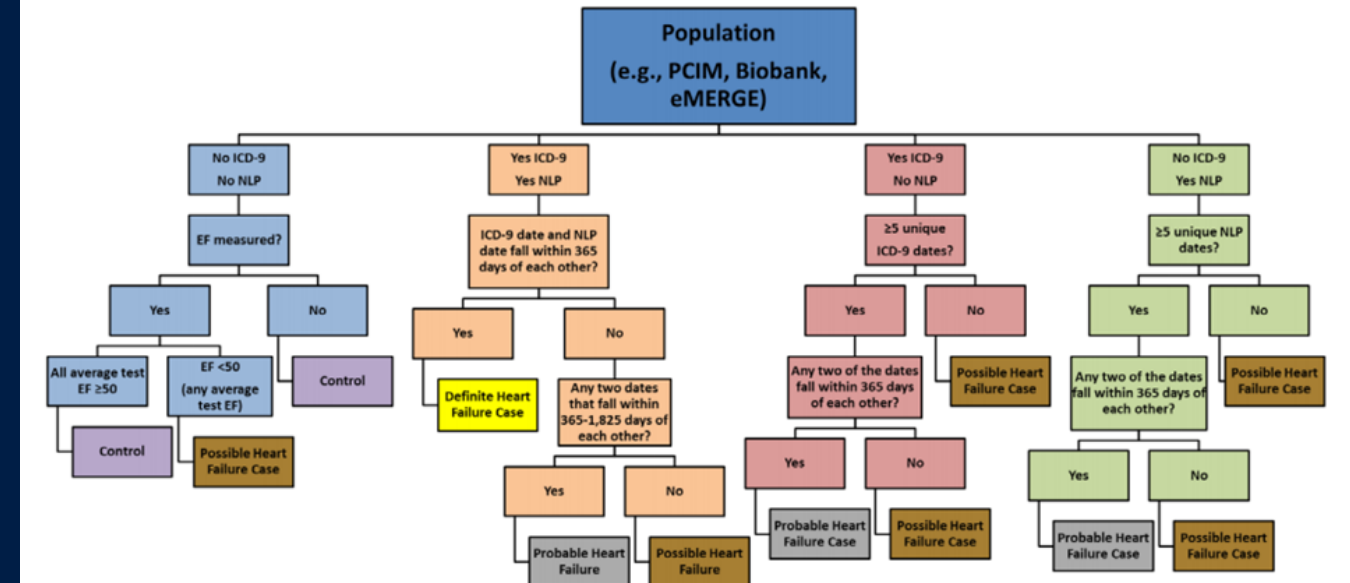 Population
(e.g., PCIM, Biobank,
eMERGE)
No ICD-9
No NLP
Yes ICD-9
Yes NLP
Yes ICD-9
No NLP
No ICD-9
Yes NLP
EF measured?
ICD-9 date and NLP
date fall within 365
days of each other?
≥5 unique
ICD-9 dates?
≥5 unique NLP
dates?
Yes
No
Yes
No
Yes
No
Yes
No
All average test
EF ≥50
EF <50
(any average
test EF)
Control
Definite Heart
Failure Case
Any two dates
that fall within
365-1,825 days of
each other?
Any two of the dates
fall within 365 days
of each other?
Possible Heart
Failure Case
Any two of the dates
fall within 365 days of
each other?
Possible Heart
Failure Case
Control
Possible Heart
Failure Case
Yes
No
Yes
No
Yes
No
Probable Heart
Failure
Possible Heart
Failure
Probable Heart
Failure Case
Possible Heart
Failure Case
Probable Heart
Failure Case
Possible Heart
Failure Case